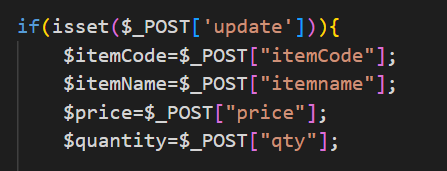 if(isset($_POST['update'])){
$itemCode=$_POST["itemCode"];
$itemName=$_POST["itemname"];
$price=$_POST["price"];
$quantity=$_POST["qty"];